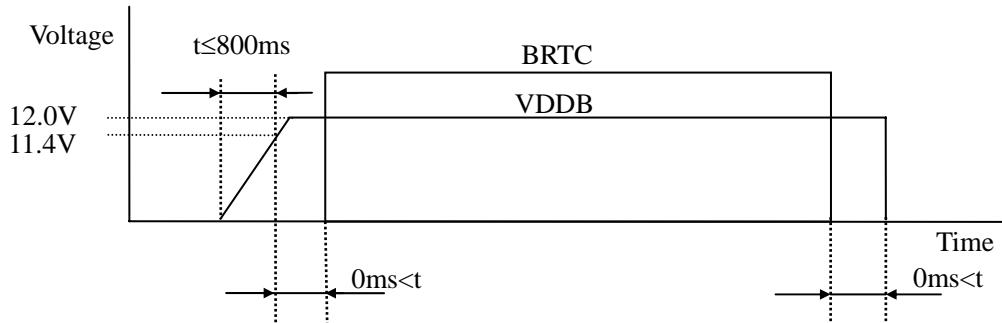 Voltage
t≤800ms
BRTC
VDDB
12.0V
11.4V
Time
0ms<t
0ms<t